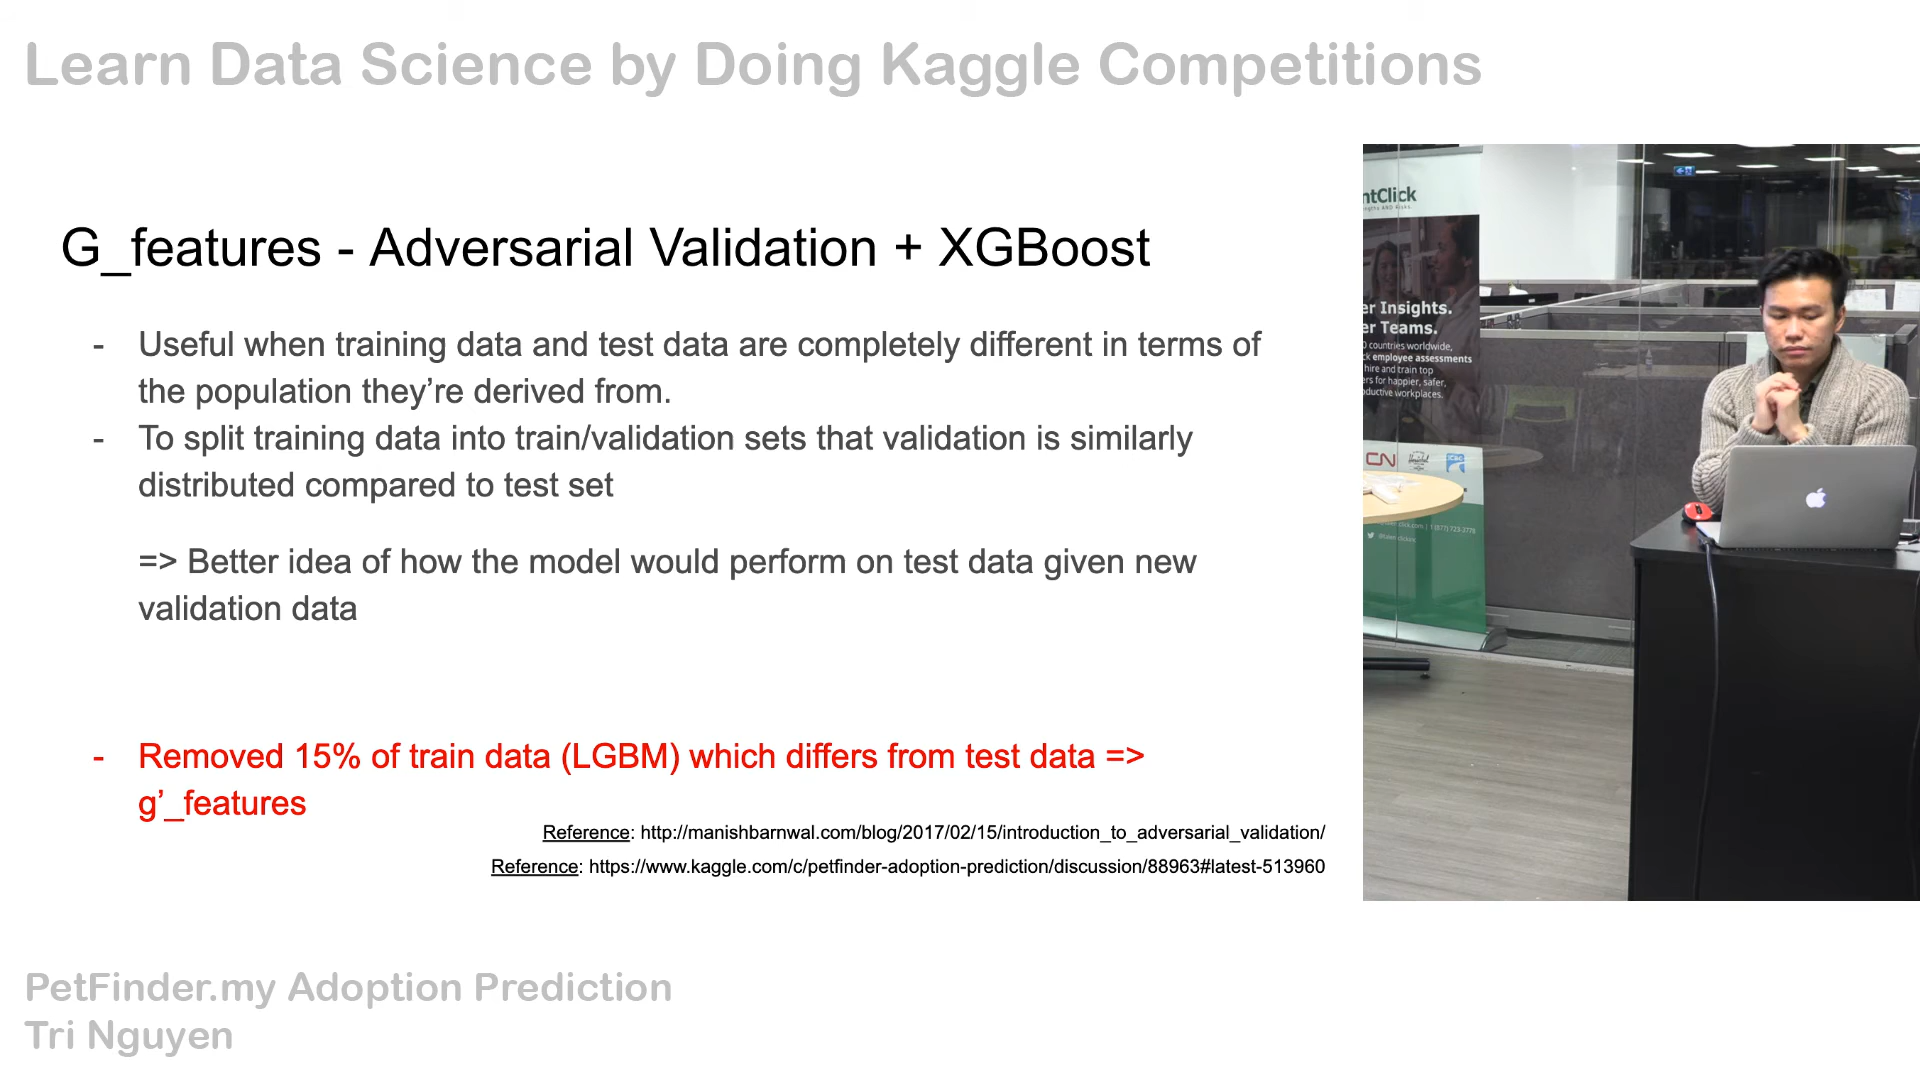 Learn Data Science by Doing Kaggle Competitions
G_features - Adversarial Validation + XGBoost
- Useful when training data and test data are completely different in terms of
the population they’re derived from.
- To split training data into train/validation sets that validation is similarly
distributed compared to test set
=> Better idea of how the model would perform on test data given new
validation data
- Removed 15% of train data (LGBM) which differs from test data =>
g’_features
Reference: http://manishbarnwal.com/blog/2017/02/15/introduction_to_adversarial_validation/
Reference: https://www.kaggle.com/c/petfinder-adoption-prediction/discussion/88963#latest-513960
ntClick
er Insights.
er Teams.
countries worldwide,
employee assessments
hire and train top
ers for happier, safer,
ductive workplaces.
CN
PetFinder.my Adoption Prediction
Tri Nguyen